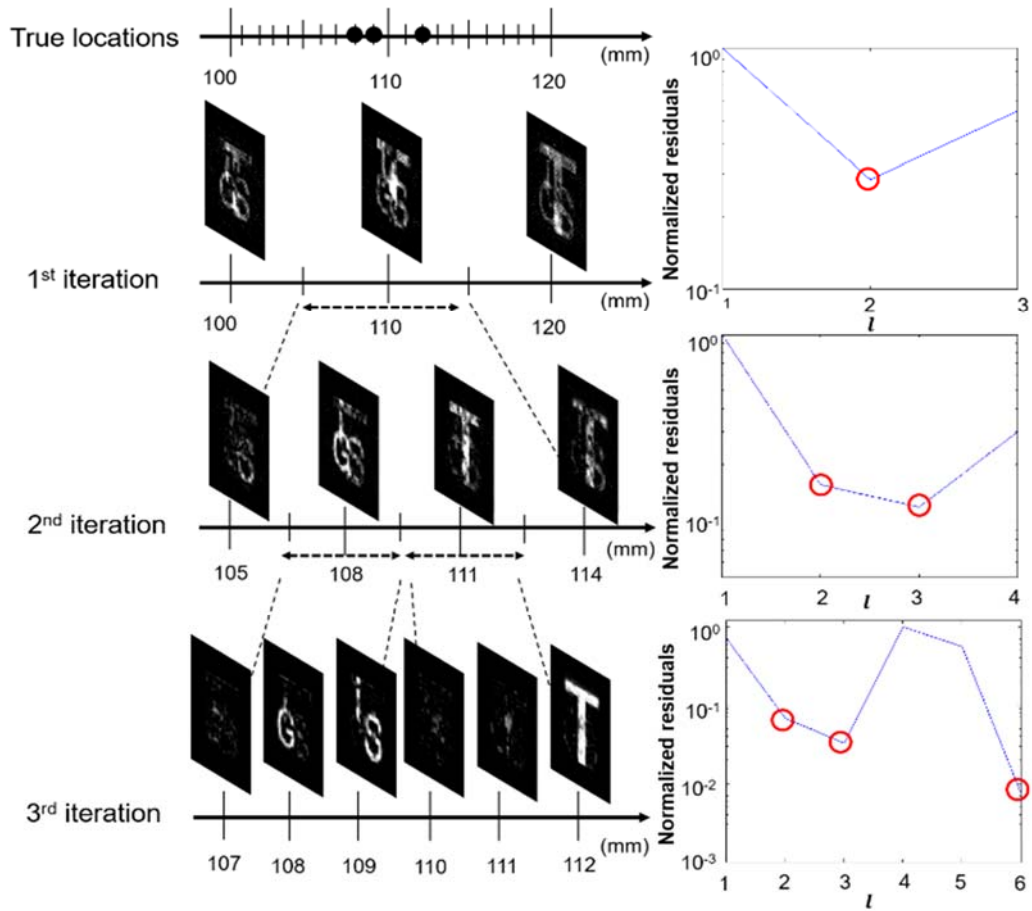 True locations
(mm)
100 110 120
1st iteration
(mm)
100 110 120
2nd iteration
(mm)
105 108 111 114
3rd iteration
(mm)
107 108 109 110 111 112
Normalized residuals
10^0
10^-1
1 2 3
l
Normalized residuals
10^0
10^-1
1 2 3 4
l
Normalized residuals
10^0
10^-1
10^-2
10^-3
1 2 3 4 5 6
l
T
G S
T
G S
T
G S
G S
T
T
G
i S
T